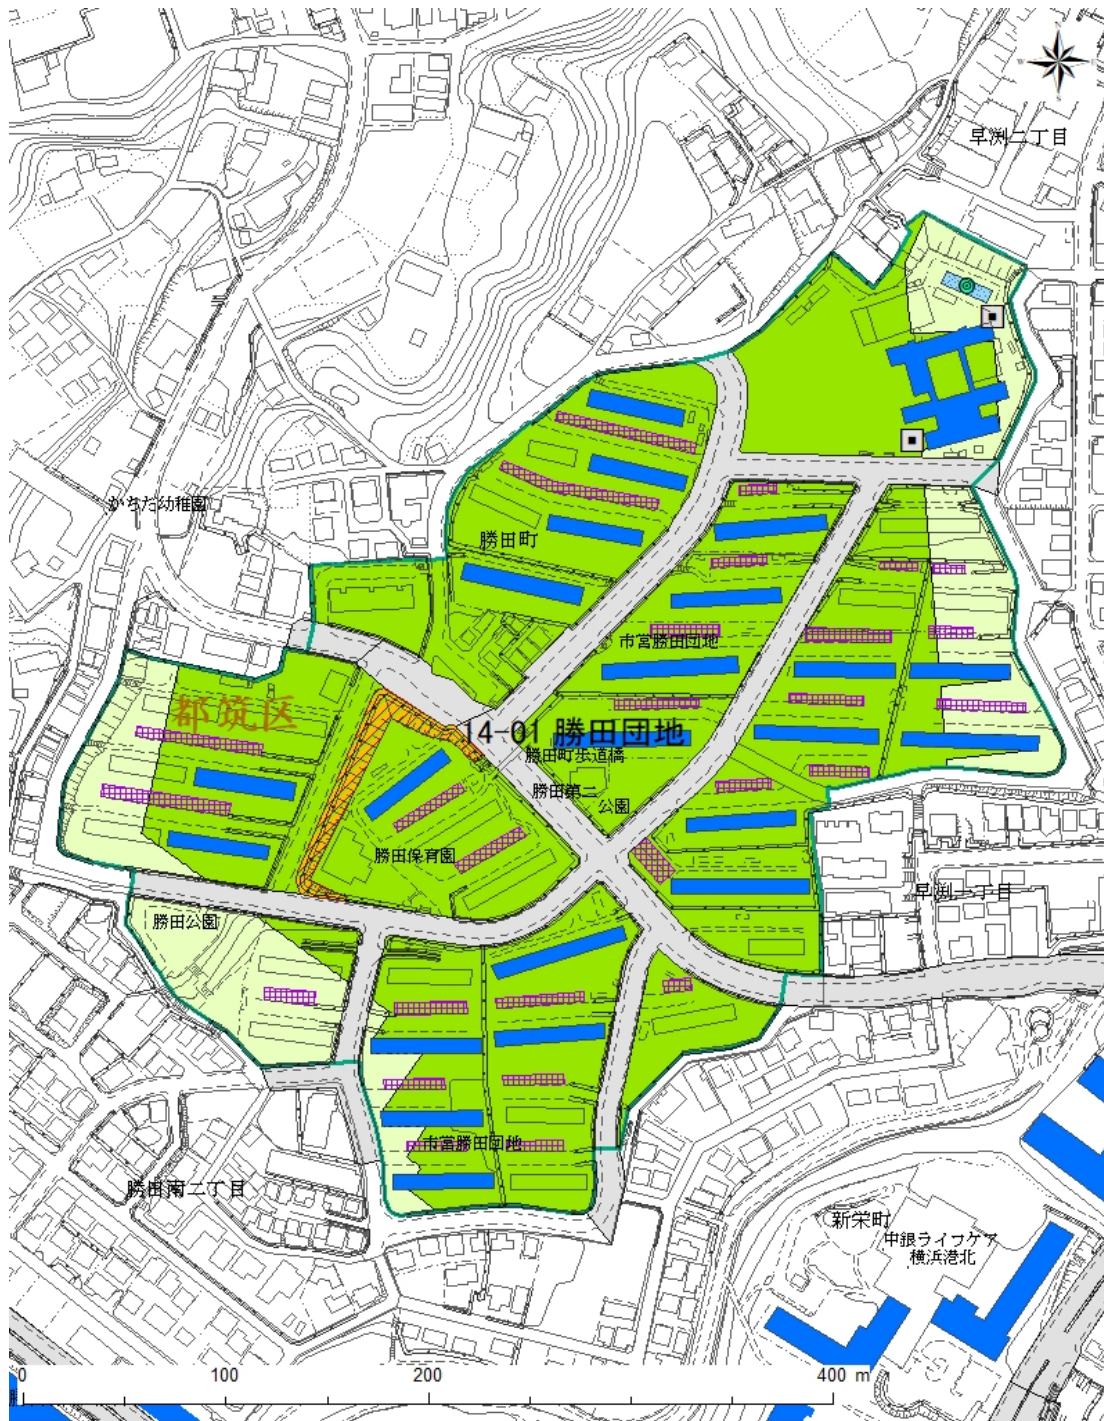 早渕二丁目
かちだ幼稚園
勝田町
市営勝田団地
都筑区
14-01 勝田団地
勝田町歩道橋
勝田第二
公園
勝田保育園
早渕一丁目
勝田公園
市営勝田団地
勝田南二丁目
新栄町
中銀ライフケア
横浜港北
0 100 200 400 m